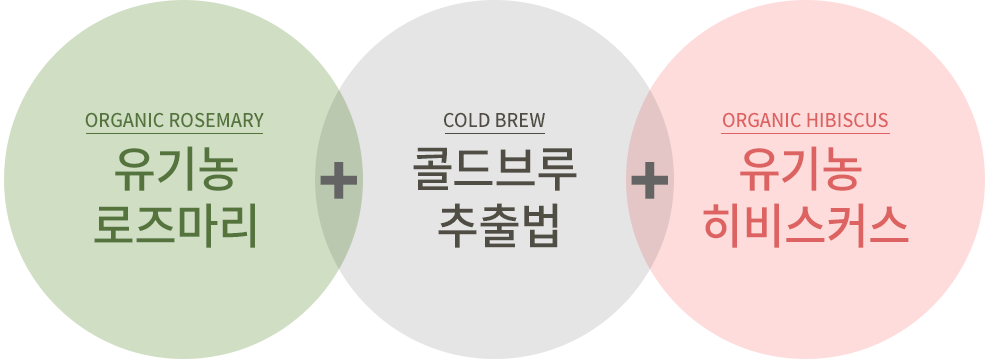 ORGANIC ROSEMARY
유기농
로즈마리
+
COLD BREW
콜드브루
추출법
+
ORGANIC HIBISCUS
유기농
히비스커스